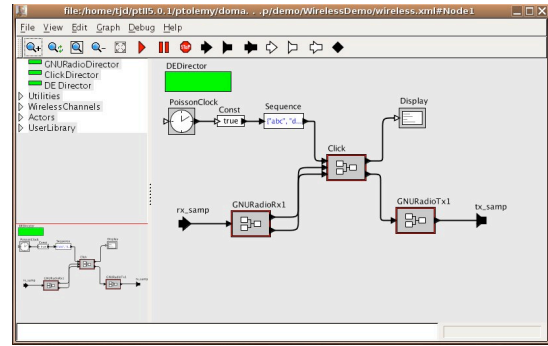 file:/home/tjd/ptII5.0.1/ptolemy/doma. . .p/demo/WirelessDemo/wireless.xml#Node1
File View Edit Graph Debug Help
GNURadioDirector
ClickDirector
DE Director
Utilities
WirelessChannels
Actors
UserLibrary
DEDirector
PoissonClock
Const
Sequence
Display
true
{"abc", "d...
Click
rx_samp
GNURadioRx1
GNURadioTx1
tx_samp
STOP